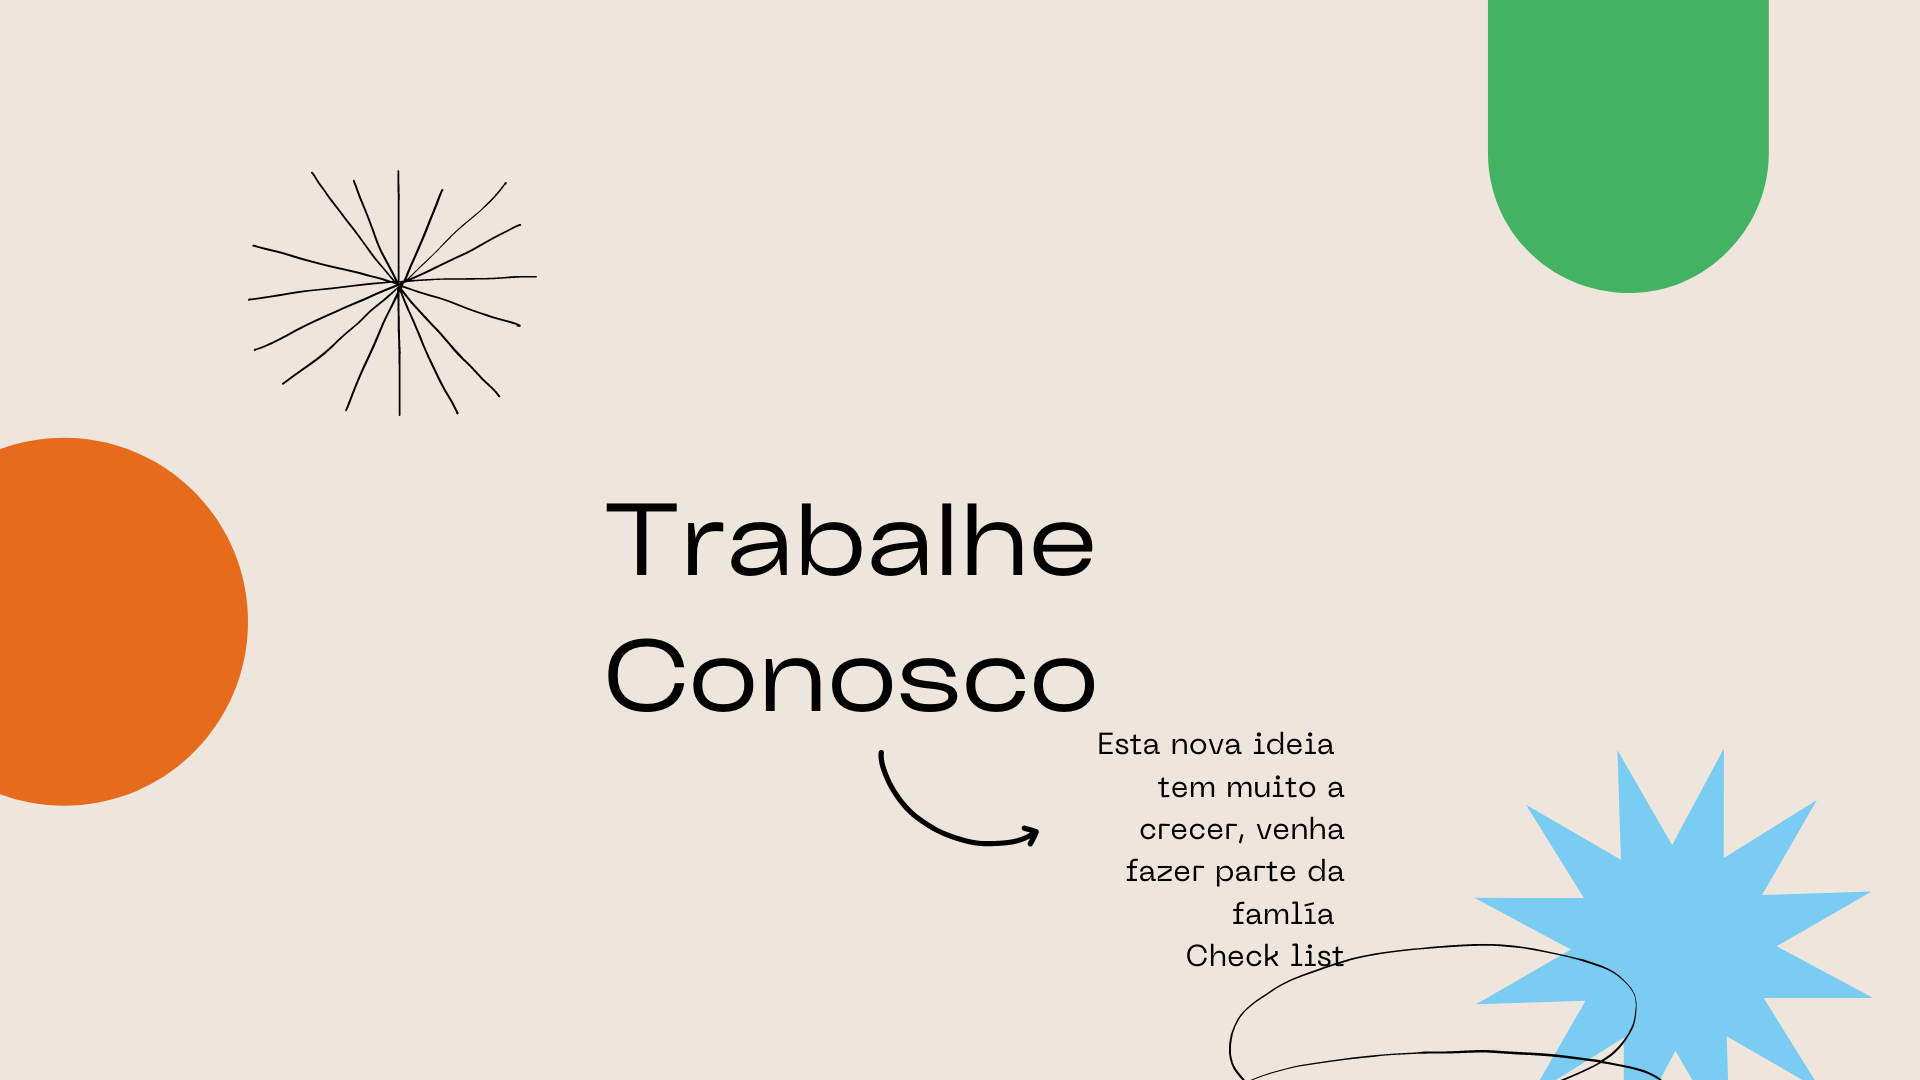 Trabalhe
Conosco
Esta nova ideia
tem muito a
crecer, venha
fazer parte da
famlía
Check list